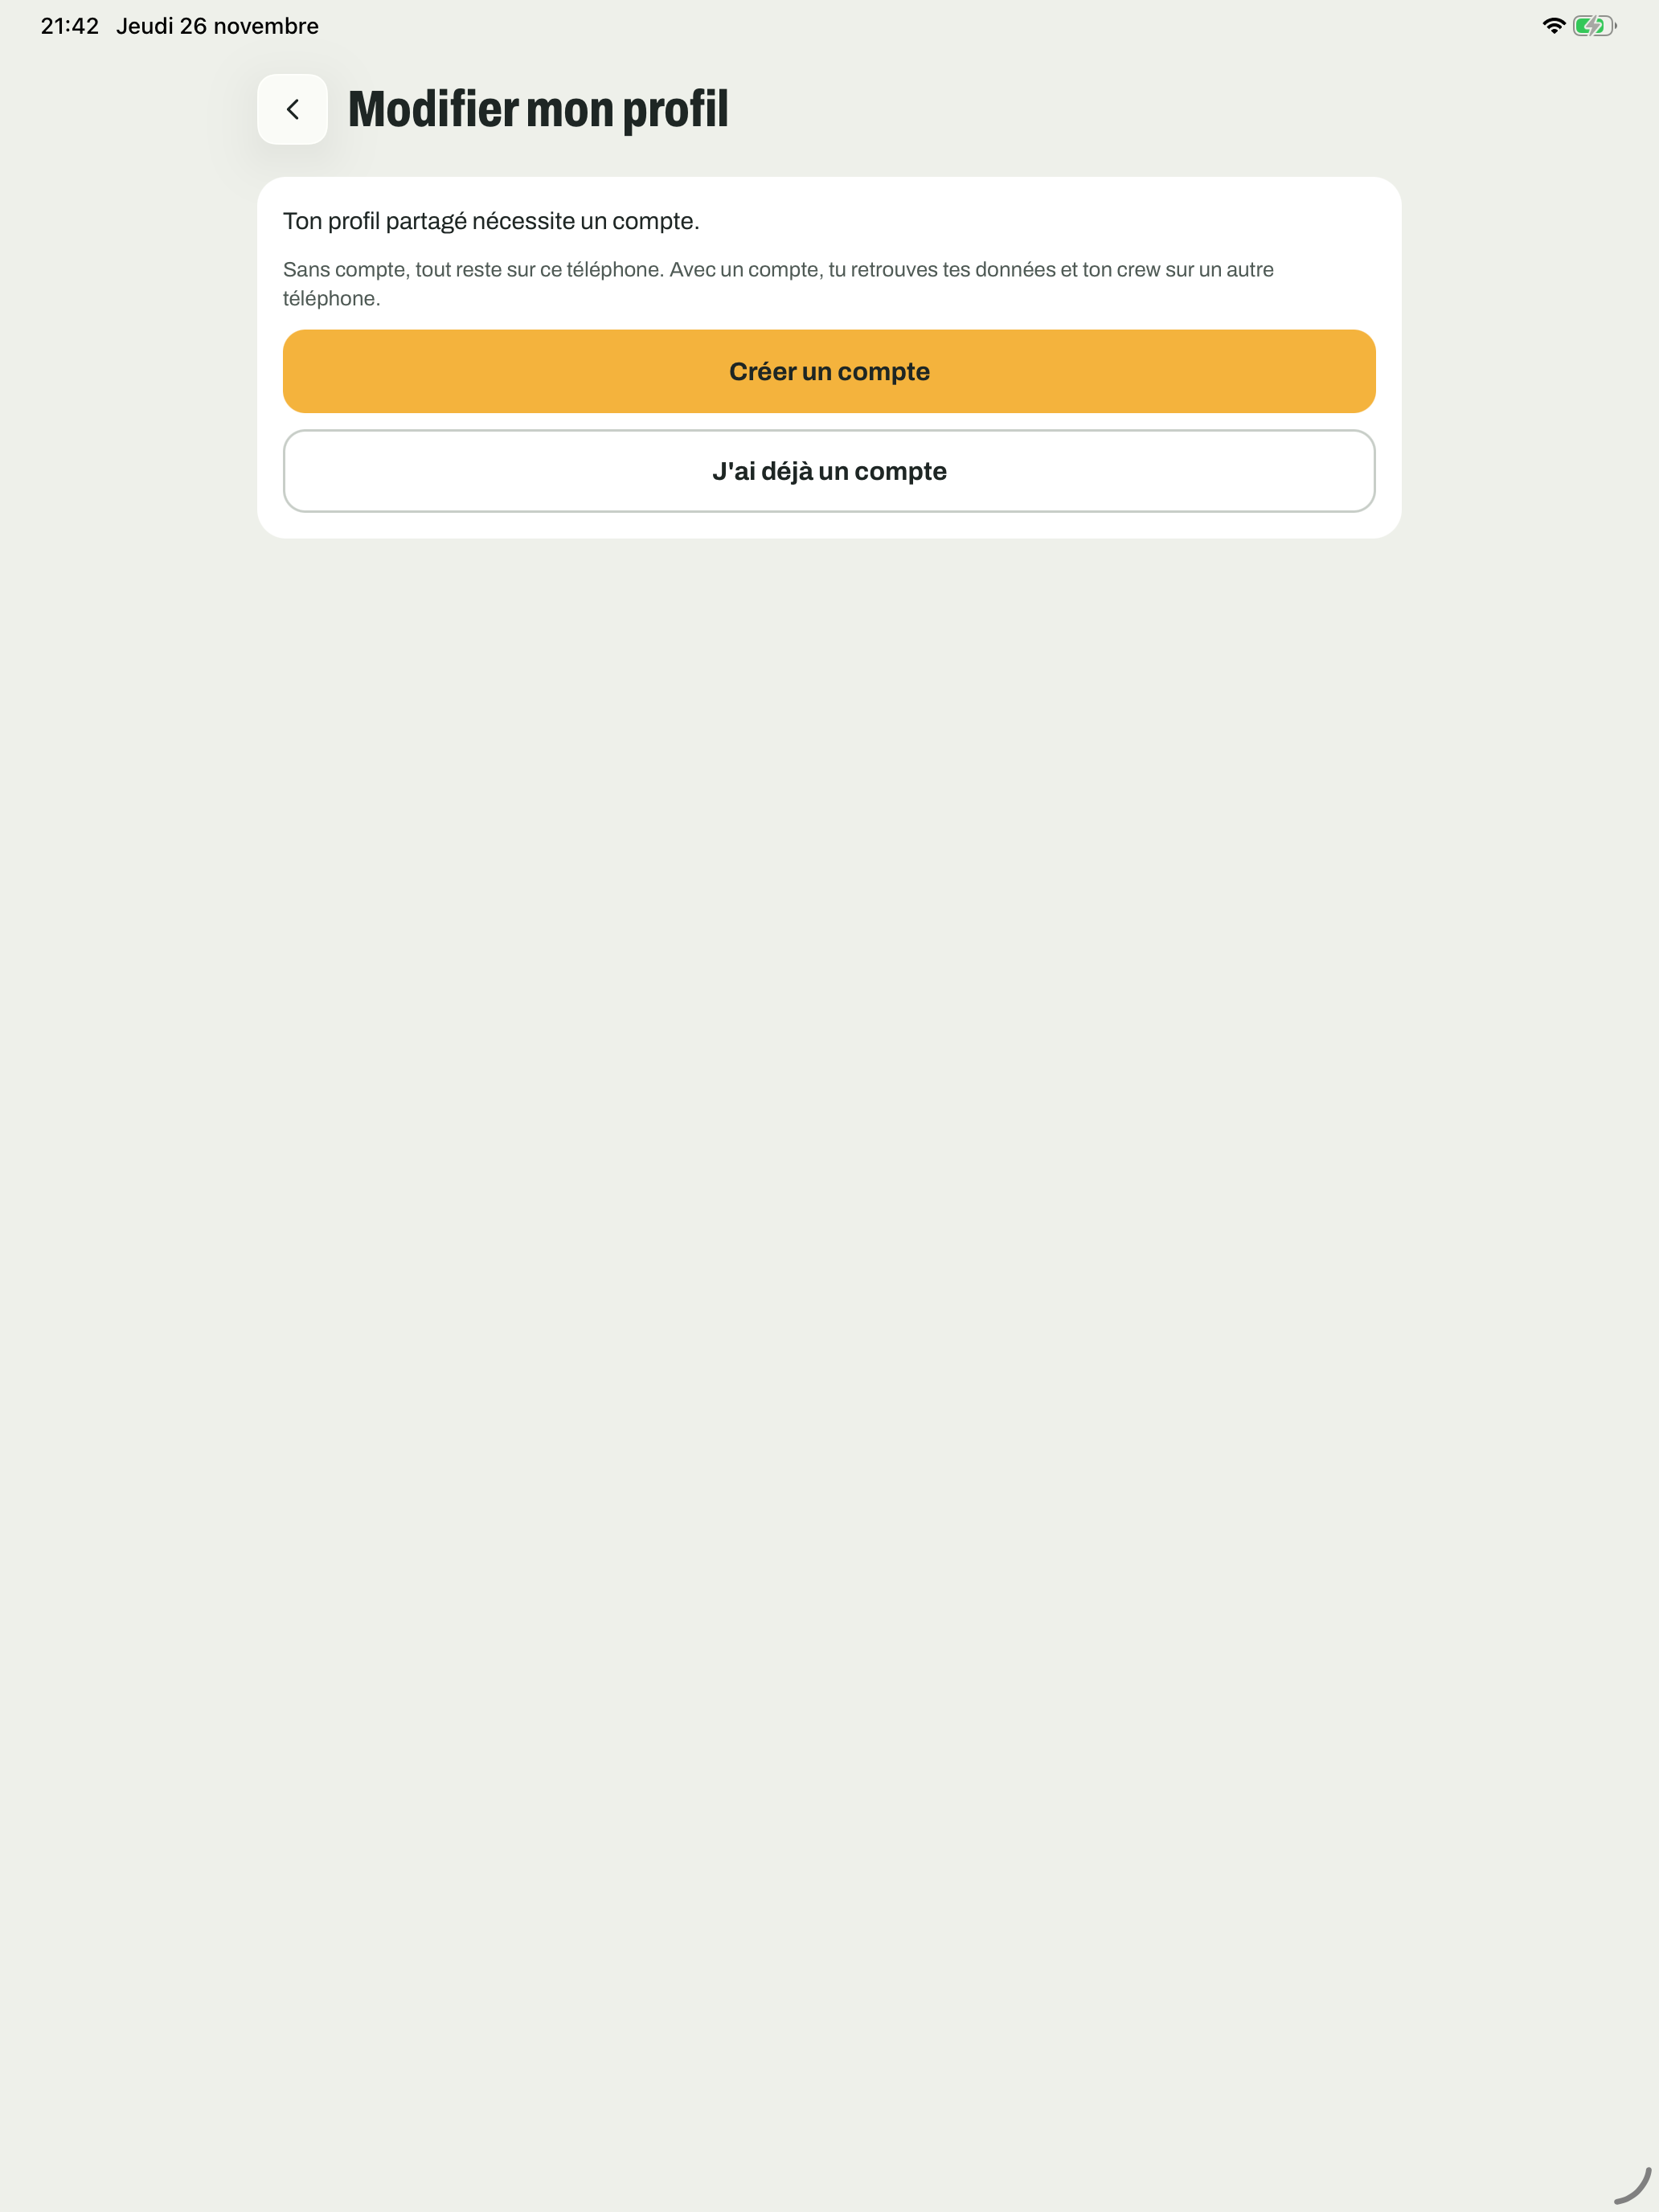 21:42 Jeudi 26 novembre
Modifier mon profil
Ton profil partagé nécessite un compte.
Sans compte, tout reste sur ce téléphone. Avec un compte, tu retrouves tes données et ton crew sur un autre
téléphone.
Créer un compte
J'ai déjà un compte